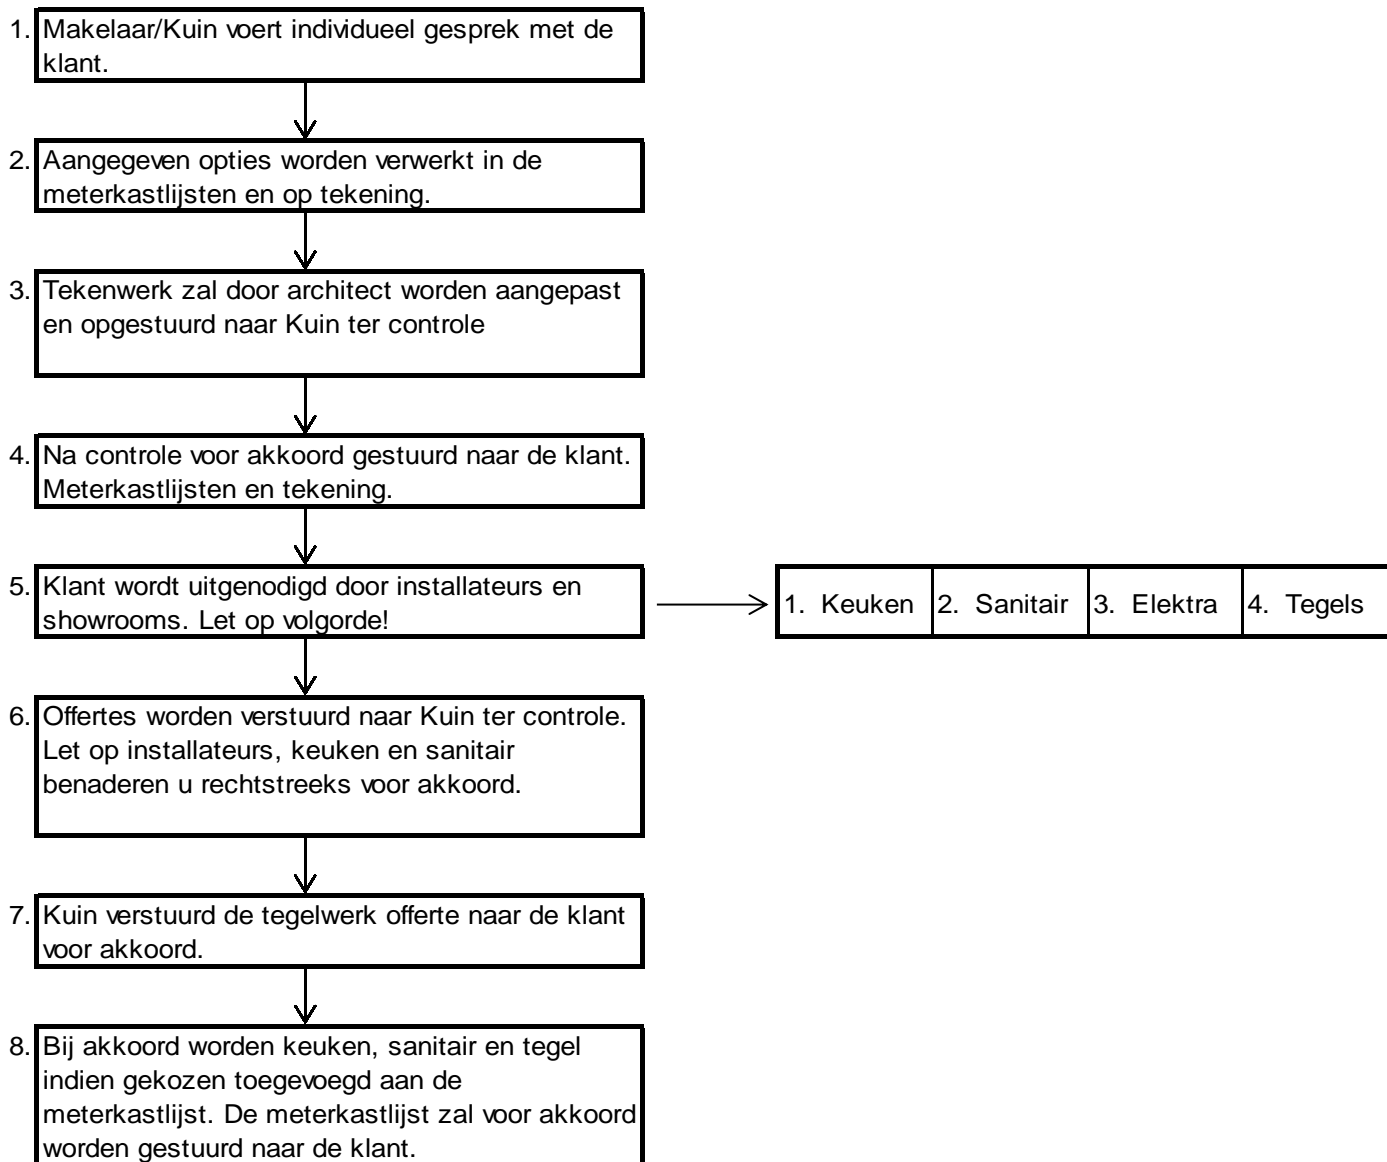 1. Makelaar/Kuin voert individueel gesprek met de
klant.
2. Aangegeven opties worden verwerkt in de
meterkastlijsten en op tekening.
3. Tekenwerk zal door architect worden aangepast
en opgestuurd naar Kuin ter controle
4. Na controle voor akkoord gestuurd naar de klant.
Meterkastlijsten en tekening.
5. Klant wordt uitgenodigd door installateurs en
showrooms. Let op volgorde!
1. Keuken 2. Sanitair 3. Elektra 4. Tegels
6. Offertes worden verstuurd naar Kuin ter controle.
Let op installateurs, keuken en sanitair
benaderen u rechtstreeks voor akkoord.
7. Kuin verstuurd de tegelwerk offerte naar de klant
voor akkoord.
8. Bij akkoord worden keuken, sanitair en tegel
indien gekozen toegevoegd aan de
meterkastlijst. De meterkastlijst zal voor akkoord
worden gestuurd naar de klant.